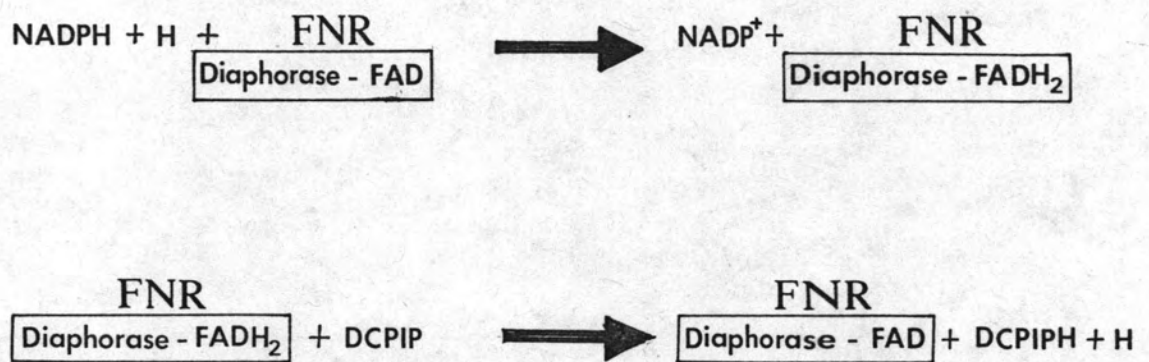 FNR FNR
NADPH + H + Diaphorase - FAD NADP⁺ + Diaphorase - FADH₂
FNR FNR
Diaphorase - FADH₂ + DCPIP Diaphorase - FAD + DCPIPH + H